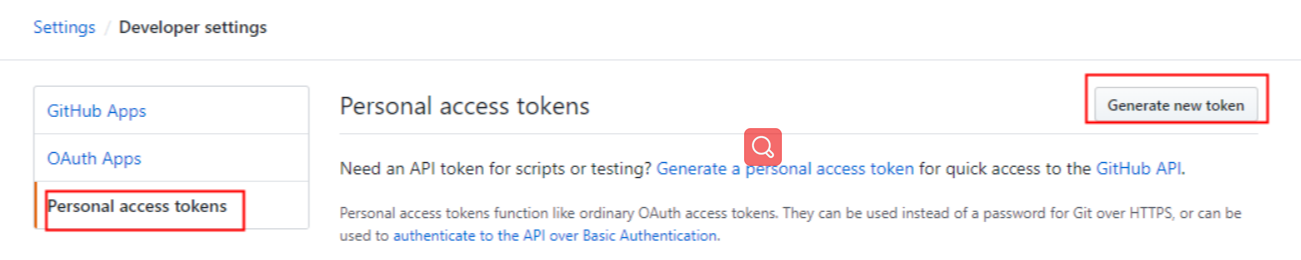 Settings / Developer settings
GitHub Apps
OAuth Apps
Personal access tokens
Personal access tokens
Generate new token
Need an API token for scripts or testing? Generate a personal access token for quick access to the GitHub API.
Personal access tokens function like ordinary OAuth access tokens. They can be used instead of a password for Git over HTTPS, or can be
used to authenticate to the API over Basic Authentication.